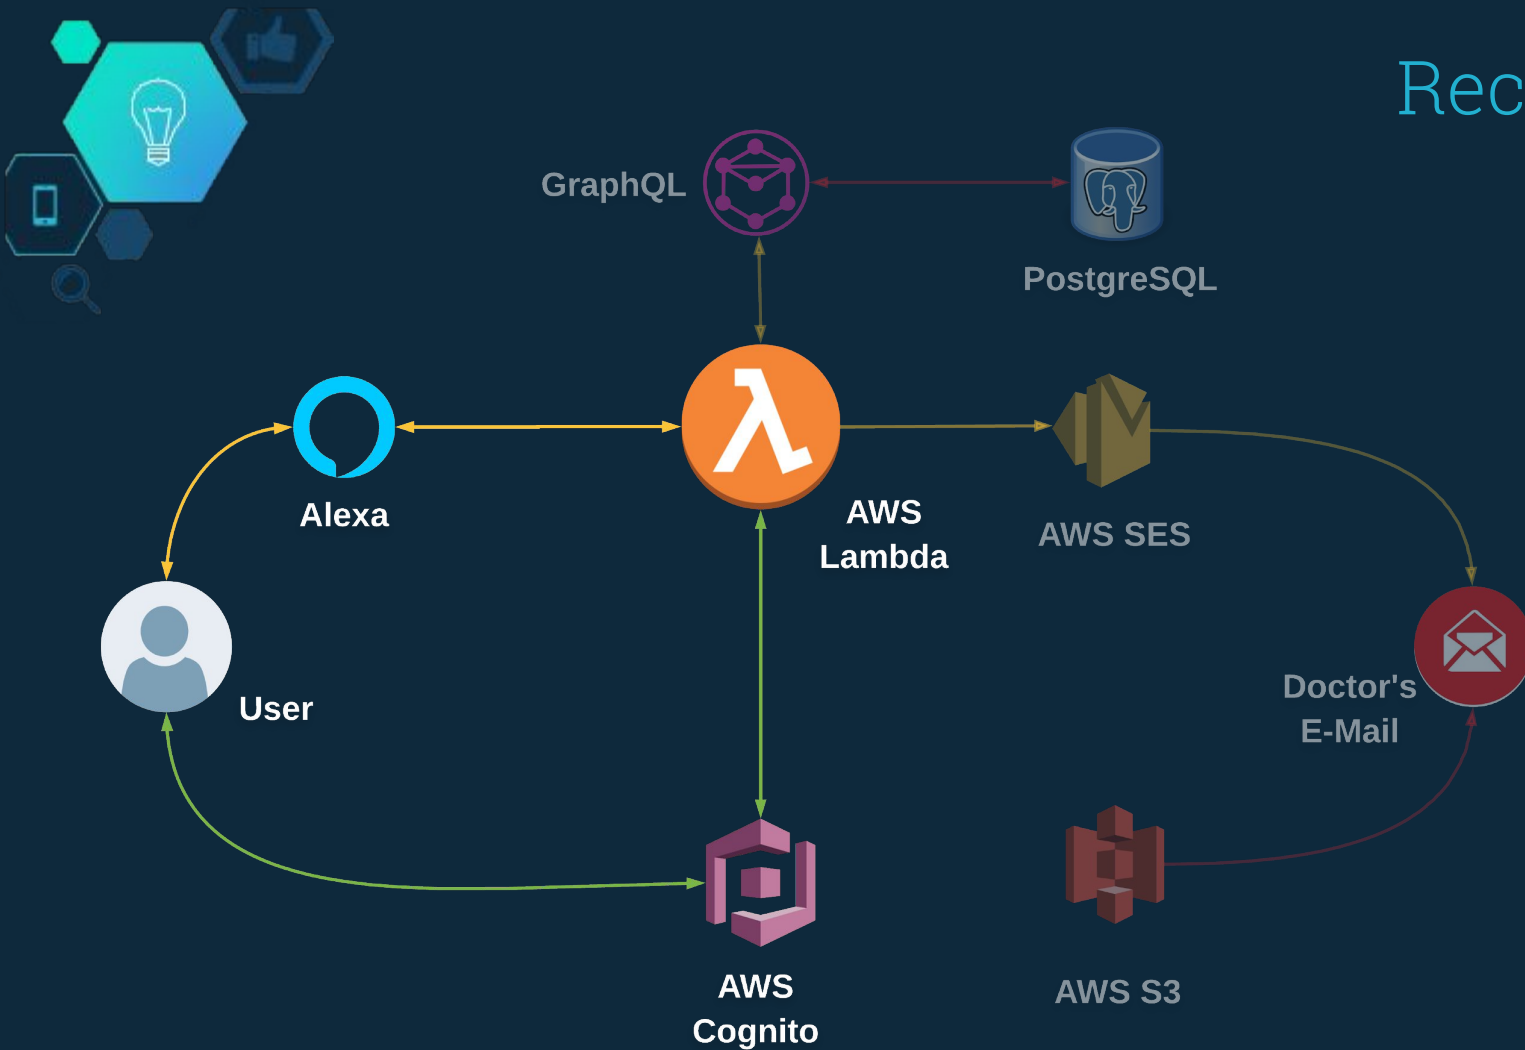 Rec
GraphQL
PostgreSQL
Alexa
AWS
Lambda
AWS SES
User
Doctor's
E-Mail
AWS
Cognito
AWS S3